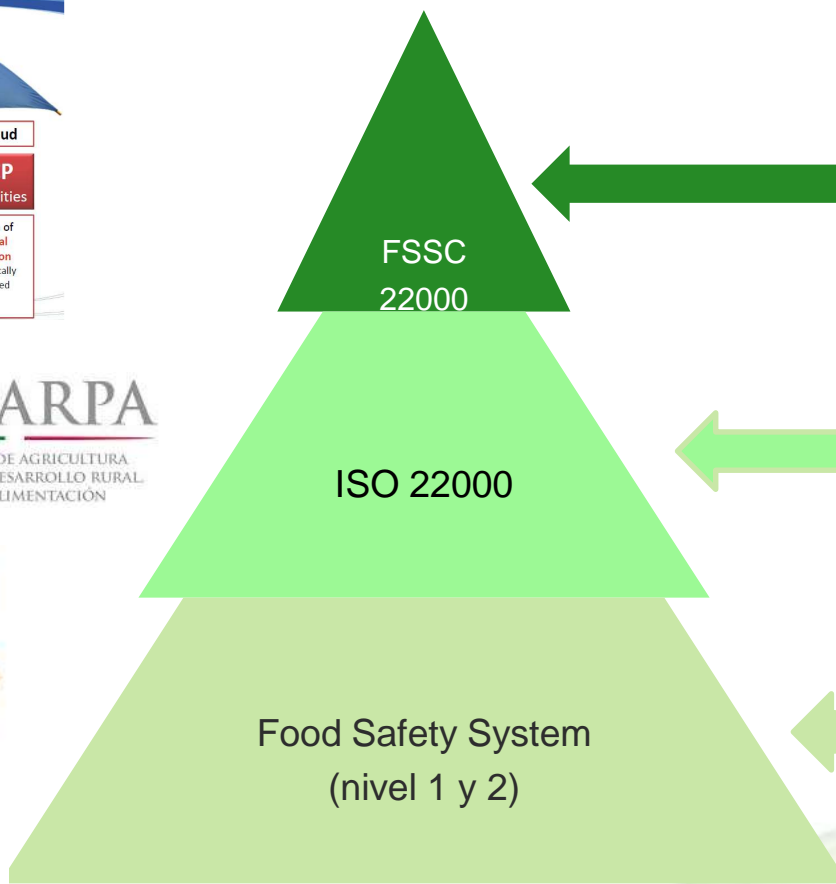 ud
P
ities
of
al
on
ally
ed
ARPA
DE AGRICULTURA
ESARROLLO RURAL,
LIMENTACIÓN
FSSC
22000
ISO 22000
Food Safety System
(nivel 1 y 2)